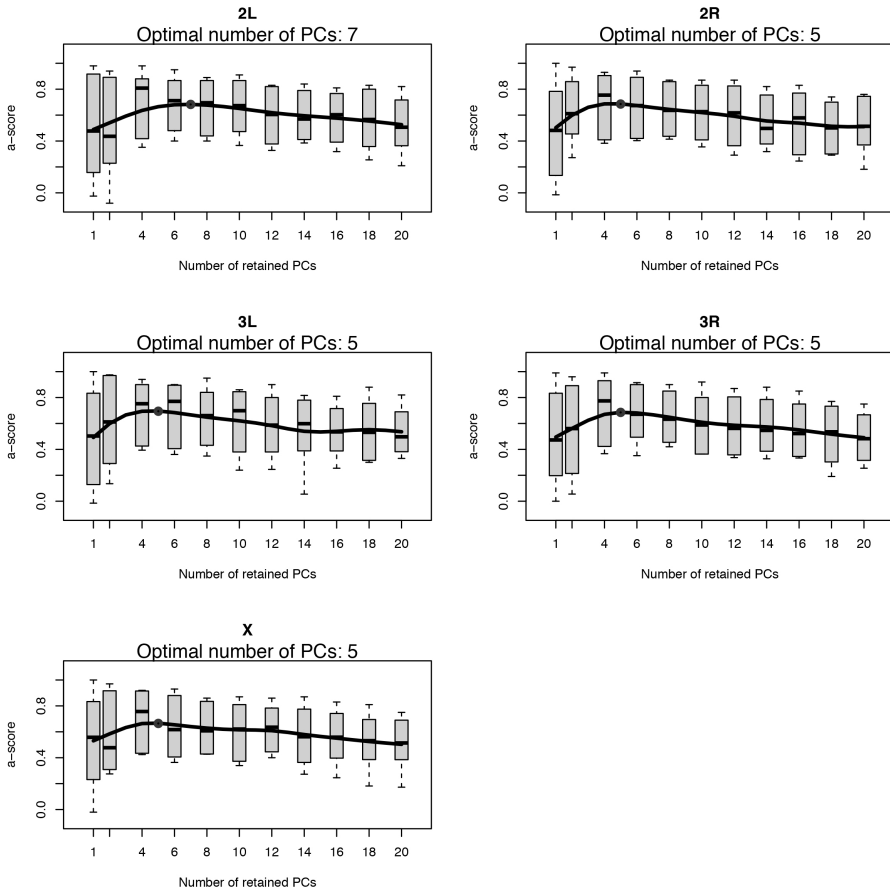 2L
Optimal number of PCs: 7
a−score
0.8
0.4
0.0
1 4 6 8 10 12 14 16 18 20
Number of retained PCs
2R
Optimal number of PCs: 5
a−score
0.8
0.4
0.0
1 4 6 8 10 12 14 16 18 20
Number of retained PCs
3L
Optimal number of PCs: 5
a−score
0.8
0.4
0.0
1 4 6 8 10 12 14 16 18 20
Number of retained PCs
3R
Optimal number of PCs: 5
a−score
0.8
0.4
0.0
1 4 6 8 10 12 14 16 18 20
Number of retained PCs
X
Optimal number of PCs: 5
a−score
0.8
0.4
0.0
1 4 6 8 10 12 14 16 18 20
Number of retained PCs